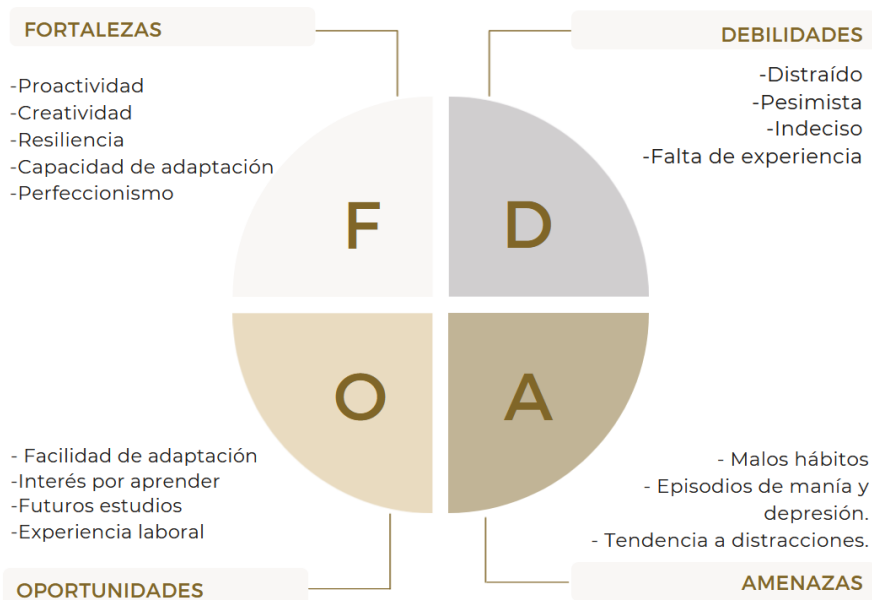 FORTALEZAS
-Proactividad
-Creatividad
-Resiliencia
-Capacidad de adaptación
-Perfeccionismo
DEBILIDADES
-Distraído
-Pesimista
-Indeciso
-Falta de experiencia
F
D
O
A
- Facilidad de adaptación
-Interés por aprender
-Futuros estudios
-Experiencia laboral
OPORTUNIDADES
- Malos hábitos
- Episodios de manía y
depresión.
- Tendencia a distracciones.
AMENAZAS